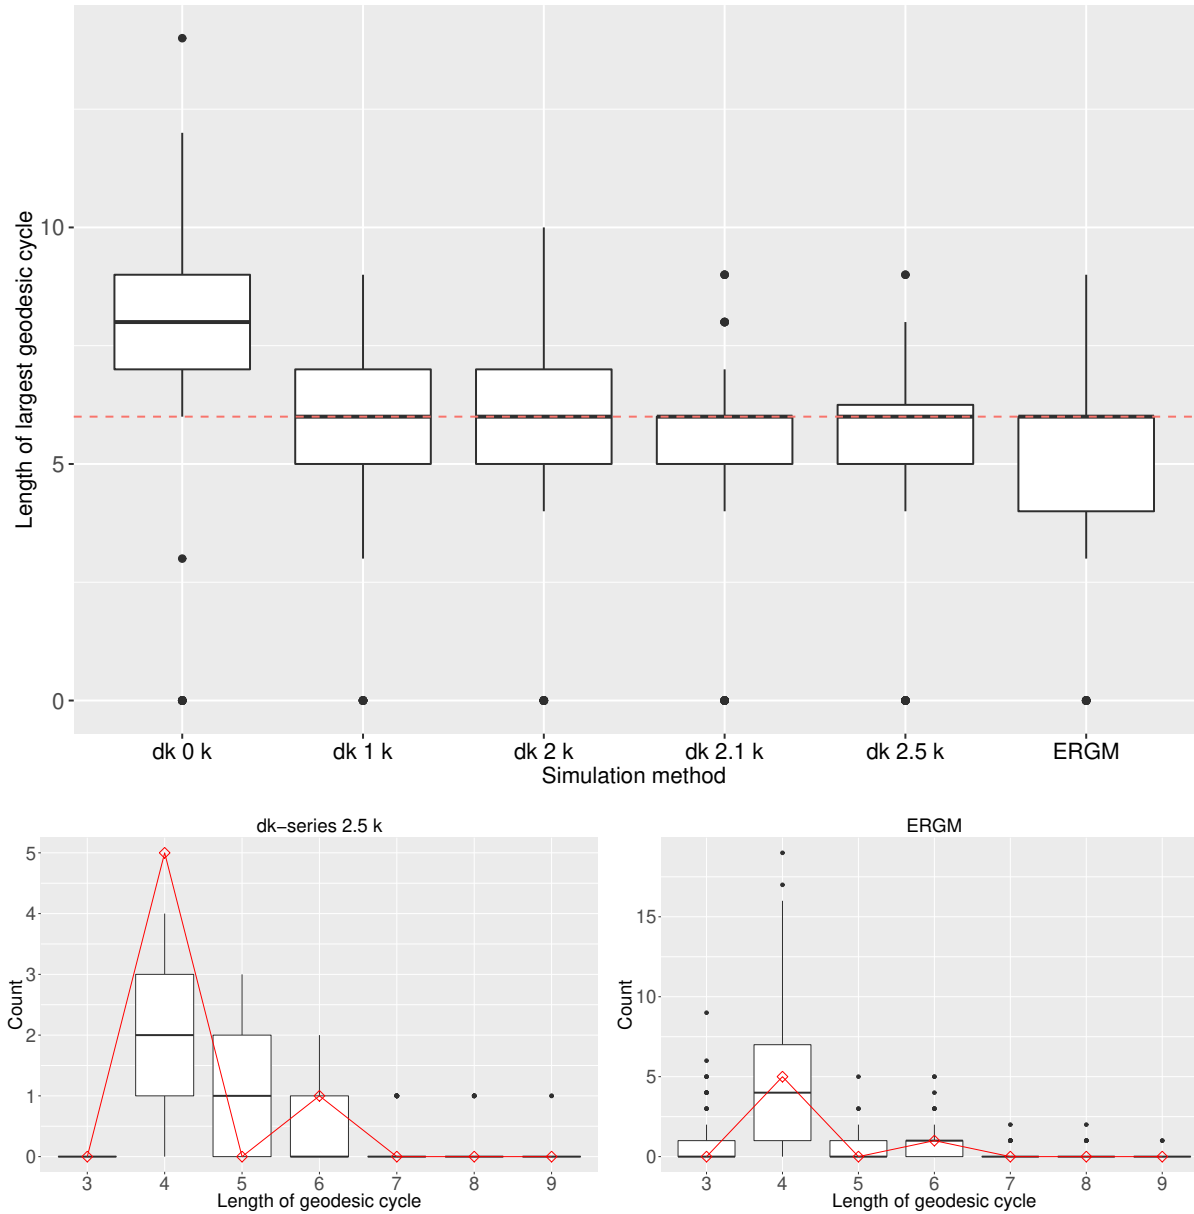 Length of largest geodesic cycle
10
5
0
dk 0 k dk 1 k dk 2 k dk 2.1 k dk 2.5 k ERGM
Simulation method
dk−series 2.5 k
Count
5
4
3
2
1
0
3 4 5 6 7 8 9
Length of geodesic cycle
ERGM
Count
15
10
5
0
3 4 5 6 7 8 9
Length of geodesic cycle